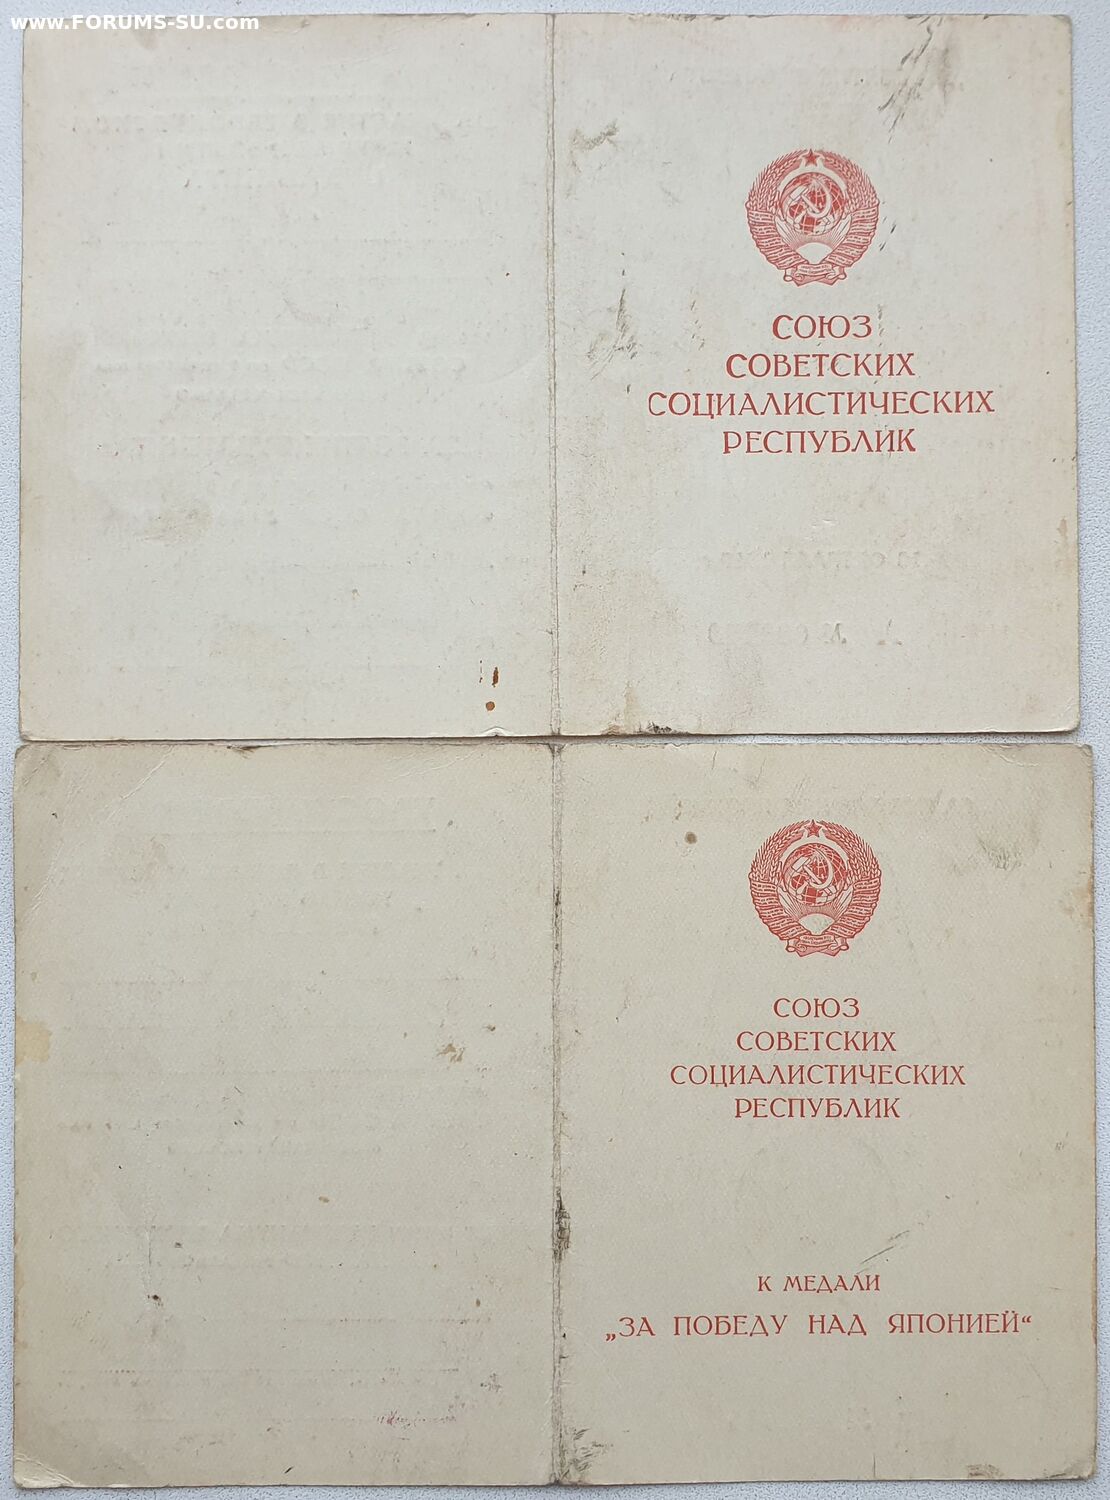 www.FORUMS-SU.com
СОЮЗ
СОВЕТСКИХ
СОЦИАЛИСТИЧЕСКИХ
РЕСПУБЛИК
СОЮЗ
СОВЕТСКИХ
СОЦИАЛИСТИЧЕСКИХ
РЕСПУБЛИК
К МЕДАЛИ
„ЗА ПОБЕДУ НАД ЯПОНИЕЙ“